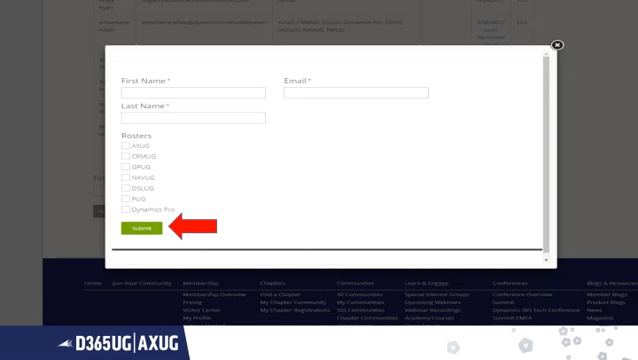 First Name *
Email *
Last Name *
Rosters
AXUG
CRMUG
GPUG
NAVUG
DSLUG
PUG
Dynamics Pro
Submit
Home Join Your Community Membership Chapters Communities Learn & Engage Conferences Blogs & Resources
Membership Overview Find a Chapter All Communities Special Interest Groups Conference Overview Member Blogs
Pricing My Chapter Community My Communities Upcoming Webinars Summit Product Blogs
Visitor Center My Chapter Registrations SIG Communities Webinar Recordings Dynamics 365 Tech Conference News
My Profile Chapter Communities Academy Courses Summit EMEA Magazine
D365UG|AXUG